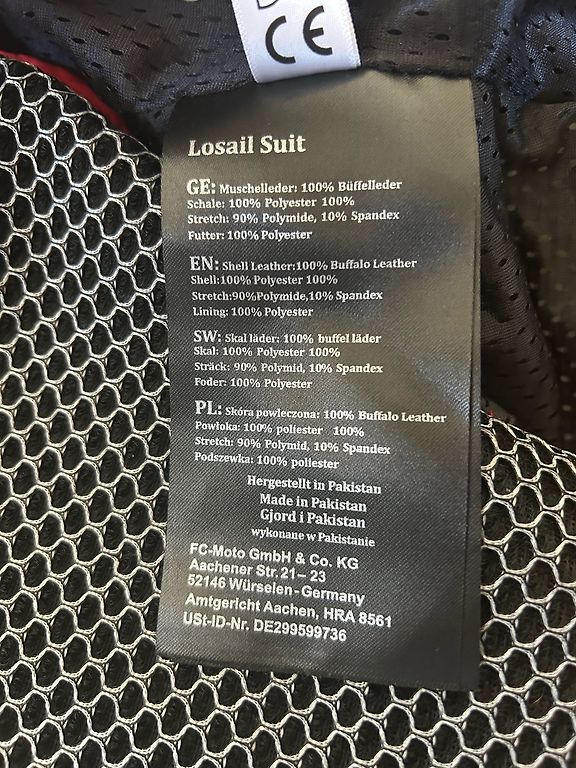 CE
Losail Suit
GE: Muschelleder: 100% Büffelleder
Schale: 100% Polyester 100%
Stretch: 90% Polymide, 10% Spandex
Futter: 100% Polyester
EN: Shell Leather:100% Buffalo Leather
Shell:100% Polyester 100%
Stretch:90%Polymide,10% Spandex
Lining: 100% Polyester
SW: Skal läder: 100% buffel läder
Skal: 100% Polyester 100%
Sträck: 90% Polymid, 10% Spandex
Foder: 100% Polyester
PL: Skóra powleczona: 100% Buffalo Leather
Powłoka: 100% poliester 100%
Stretch: 90% Polymid, 10% Spandex
Podszewka: 100% poliester
Hergestellt in Pakistan
Made in Pakistan
Gjord i Pakistan
wykonane w Pakistanie
FC-Moto GmbH & Co. KG
Aachener Str. 21– 23
52146 Würselen-Germany
Amtgericht Aachen, HRA 8561
USt-ID-Nr. DE299599736